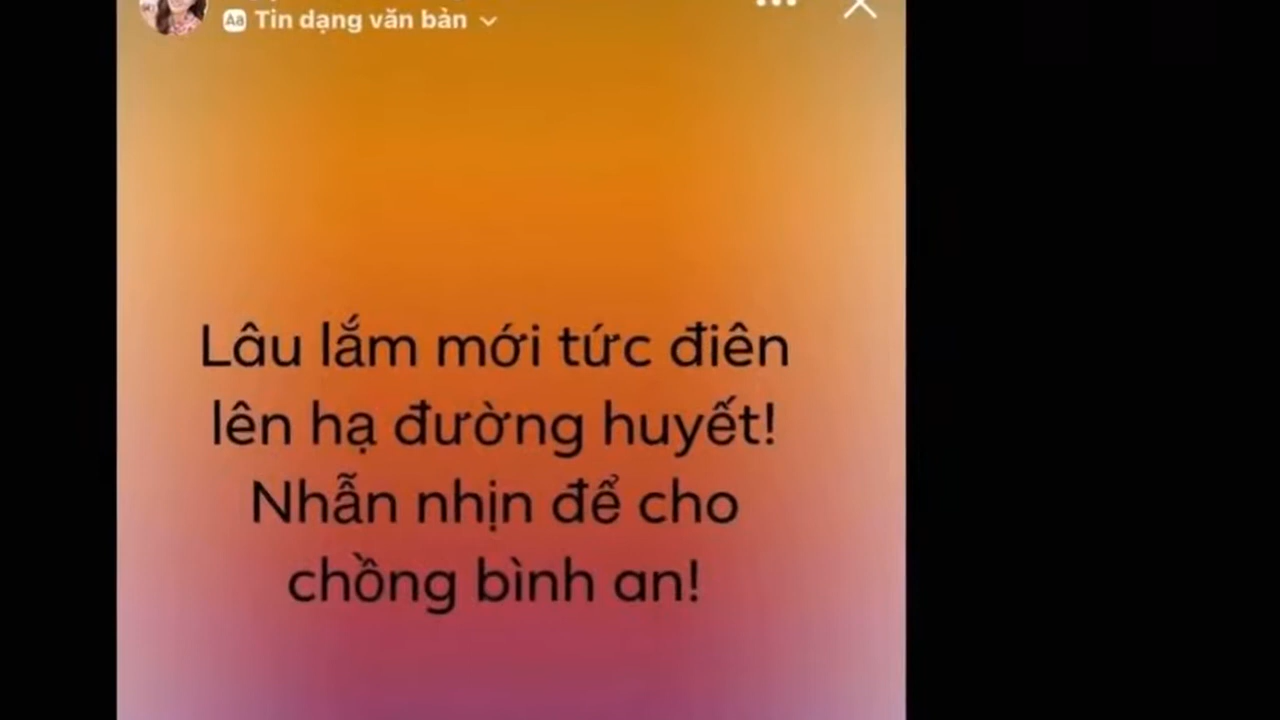 Aa Tin dạng văn bản
Lâu lắm mới tức điên
lên hạ đường huyết!
Nhẫn nhịn để cho
chồng bình an!